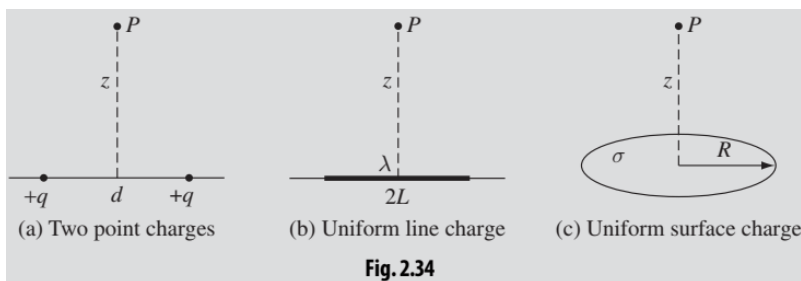 P P P
z z z
λ σ R
+q d +q 2L
(a) Two point charges (b) Uniform line charge (c) Uniform surface charge
Fig. 2.34